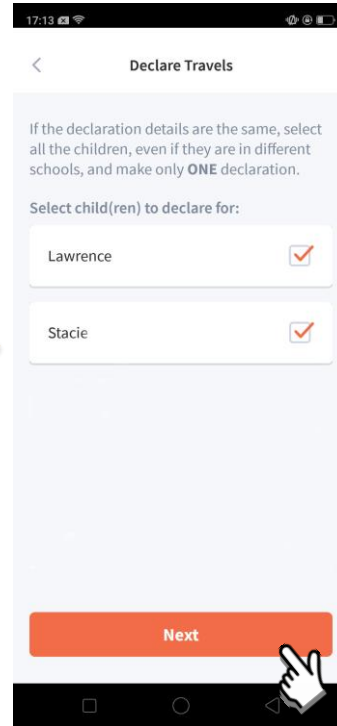 17:13
Declare Travels
If the declaration details are the same, select
all the children, even if they are in different
schools, and make only ONE declaration.
Select child(ren) to declare for:
Lawrence
Stacie
Next